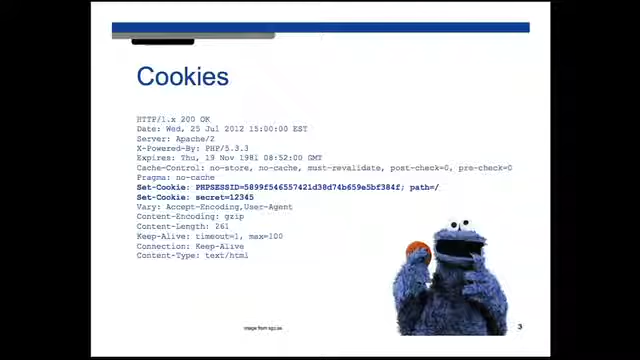 Cookies
HTTP/1.x 200 OK
Date: Wed, 25 Jul 2012 15:00:00 EST
Server: Apache/2
X-Powered-By: PHP/5.3.3
Expires: Thu, 19 Nov 1981 08:52:00 GMT
Cache-Control: no-store, no-cache, must-revalidate, post-check=0, pre-check=0
Pragma: no-cache
Set-Cookie: PHPSESSID=5899f546557421d38d74b659e5bf384f; path=/
Set-Cookie: secret=12345
Vary: Accept-Encoding,User-Agent
Content-Encoding: gzip
Content-Length: 261
Keep-Alive: timeout=1, max=100
Connection: Keep-Alive
Content-Type: text/html
image from
3